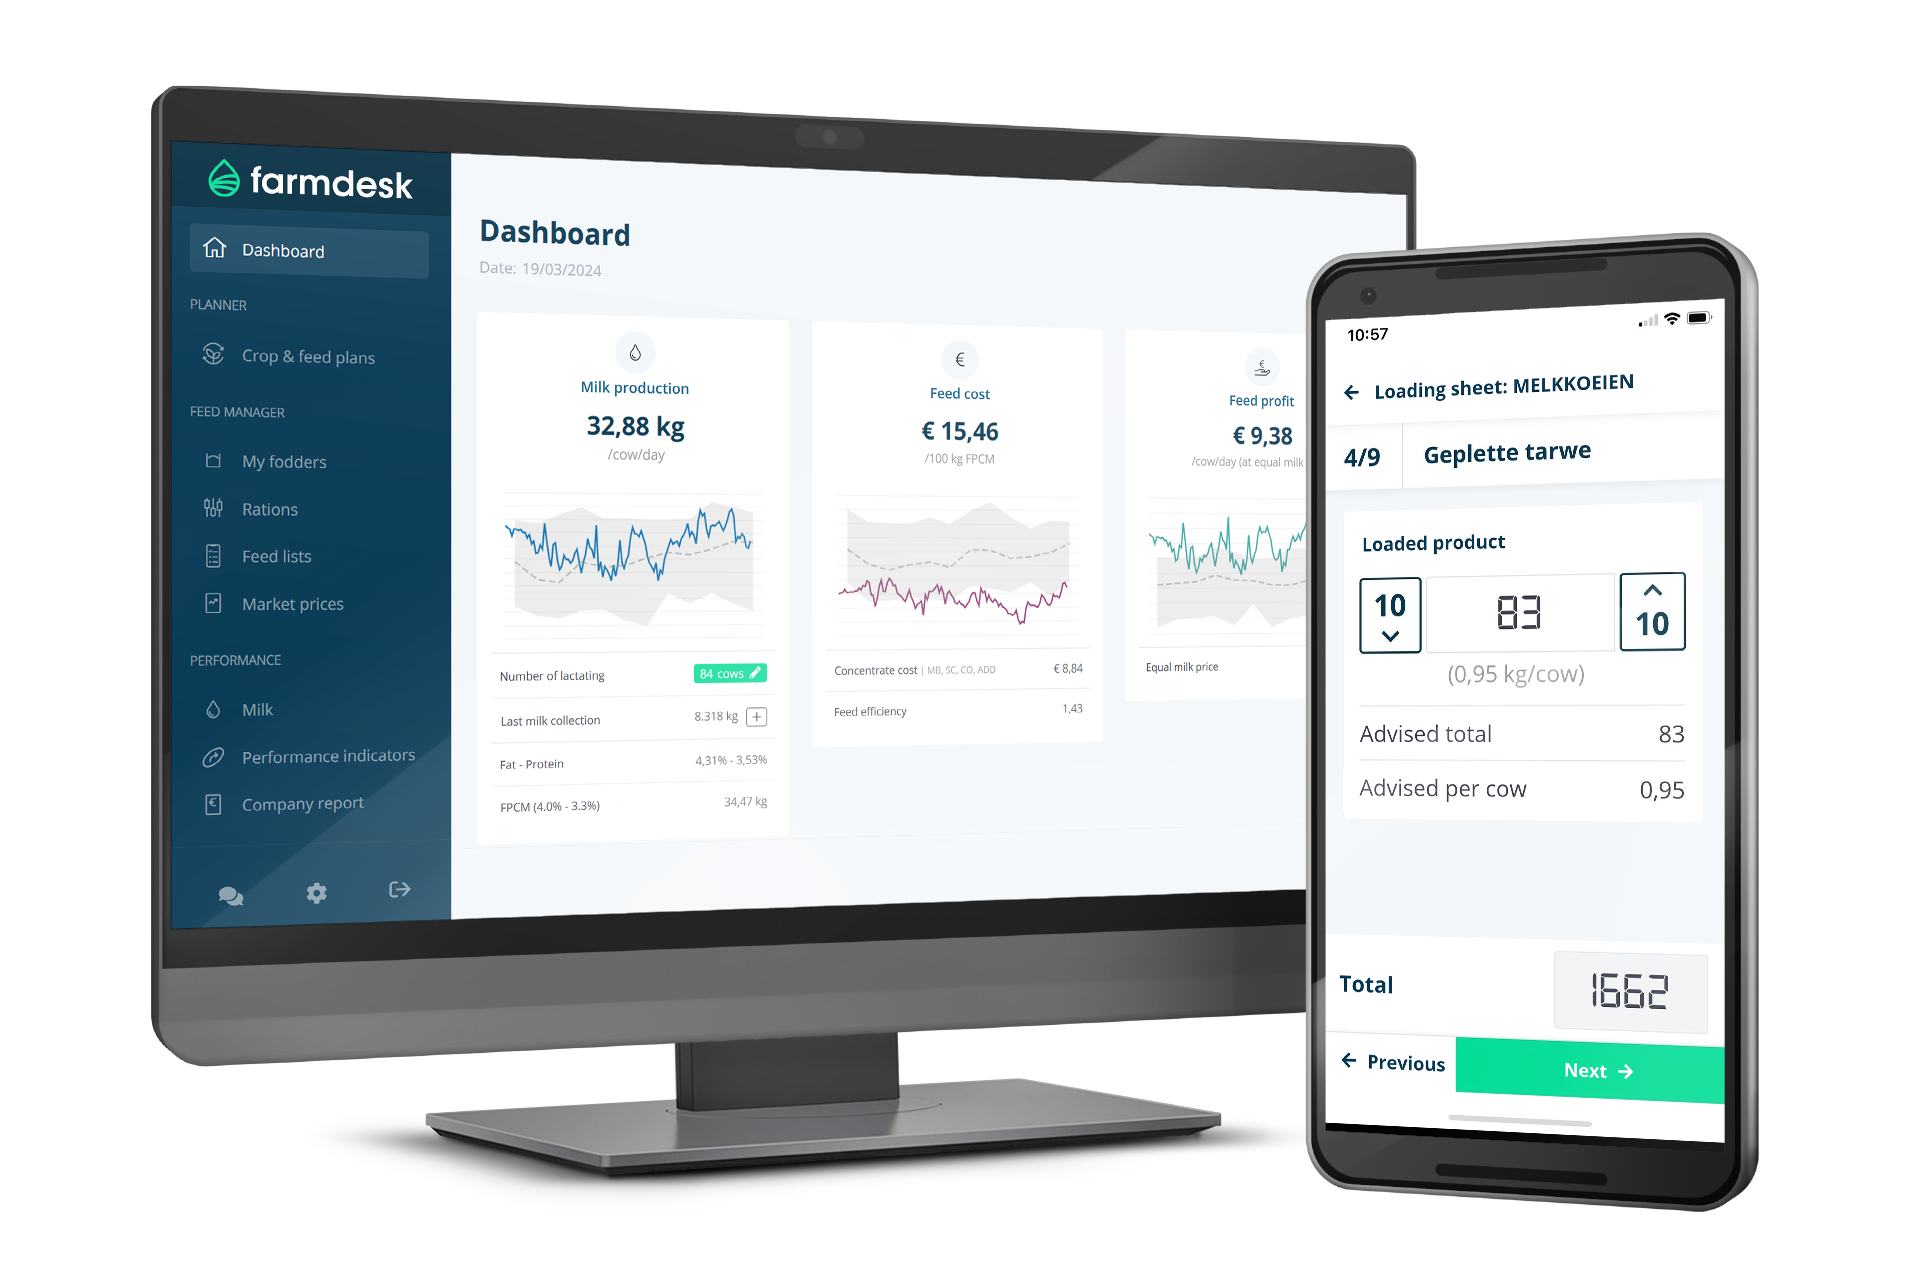 farmdesk
Dashboard
PLANNER
Crop & feed plans
FEED MANAGER
My fodders
Rations
Feed lists
Market prices
PERFORMANCE
Milk
Performance indicators
Company report
Dashboard
Date: 19/03/2024
Milk production
32,88 kg
/cow/day
Number of lactating 84 cows
Last milk collection 8.318 kg
Fat - Protein 4,31% - 3,53%
FPCM (4.0% - 3.3%) 34,47 kg
Feed cost
€ 15,46
/100 kg FPCM
Concentrate cost | MB, SC, CO, ADD € 8,84
Feed efficiency 1,43
Feed profit
€ 9,38
/cow/day (at equal milk
Equal milk price
10:57
Loading sheet: MELKKOEIEN
4/9 Geplette tarwe
Loaded product
10 83 10
(0,95 kg/cow)
Advised total 83
Advised per cow 0,95
Total 1662
Previous Next